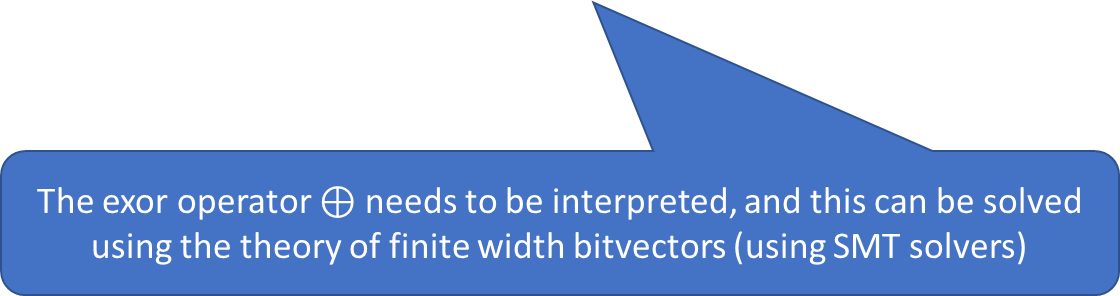 The exor operator ⊕ needs to be interpreted, and this can be solved
using the theory of finite width bitvectors (using SMT solvers)